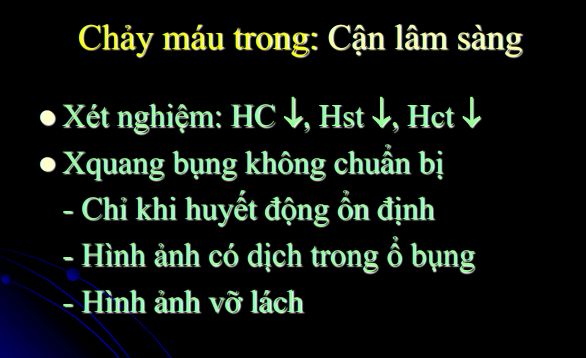 Chảy máu trong: Cận lâm sàng
● Xét nghiệm: HC ↓, Hst ↓, Hct ↓
● Xquang bụng không chuẩn bị
- Chỉ khi huyết động ổn định
- Hình ảnh có dịch trong ổ bụng
- Hình ảnh vỡ lách